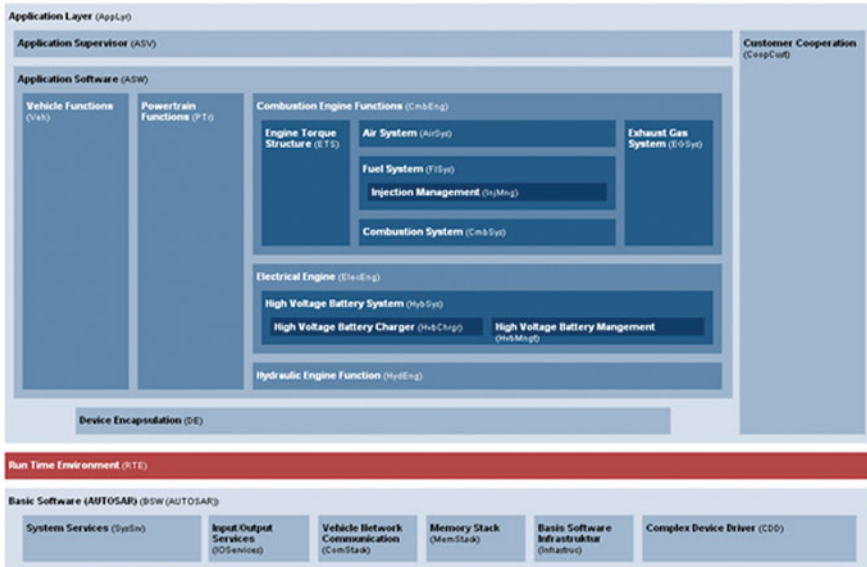 Application Layer (AppLyr)
Application Supervisor (ASV)
Customer Cooperation
(CoopCust)
Application Software (ASW)
Vehicle Functions
(Veh)
Powertrain
Functions (PTr)
Combustion Engine Functions (CmbEng)
Engine Torque
Structure (ETS)
Air System (AirSys)
Exhaust Gas
System (EGSys)
Fuel System (FlSys)
Injection Management (InjMng)
Combustion System (CmbSys)
Electrical Engine (ElecEng)
High Voltage Battery System (HybSys)
High Voltage Battery Charger (HvbChrgr)
High Voltage Battery Mangement
(HvbMngt)
Hydraulic Engine Function (HydEng)
Device Encapsulation (DE)
Run Time Environment (RTE)
Basic Software (AUTOSAR) (BSW (AUTOSAR))
System Services (SysSrv)
Input/Output
Services
(IOServices)
Vehicle Network
Communication
(ComStack)
Memory Stack
(MemStack)
Basis Software
Infrastruktur
(Infrastruc)
Complex Device Driver (CDD)